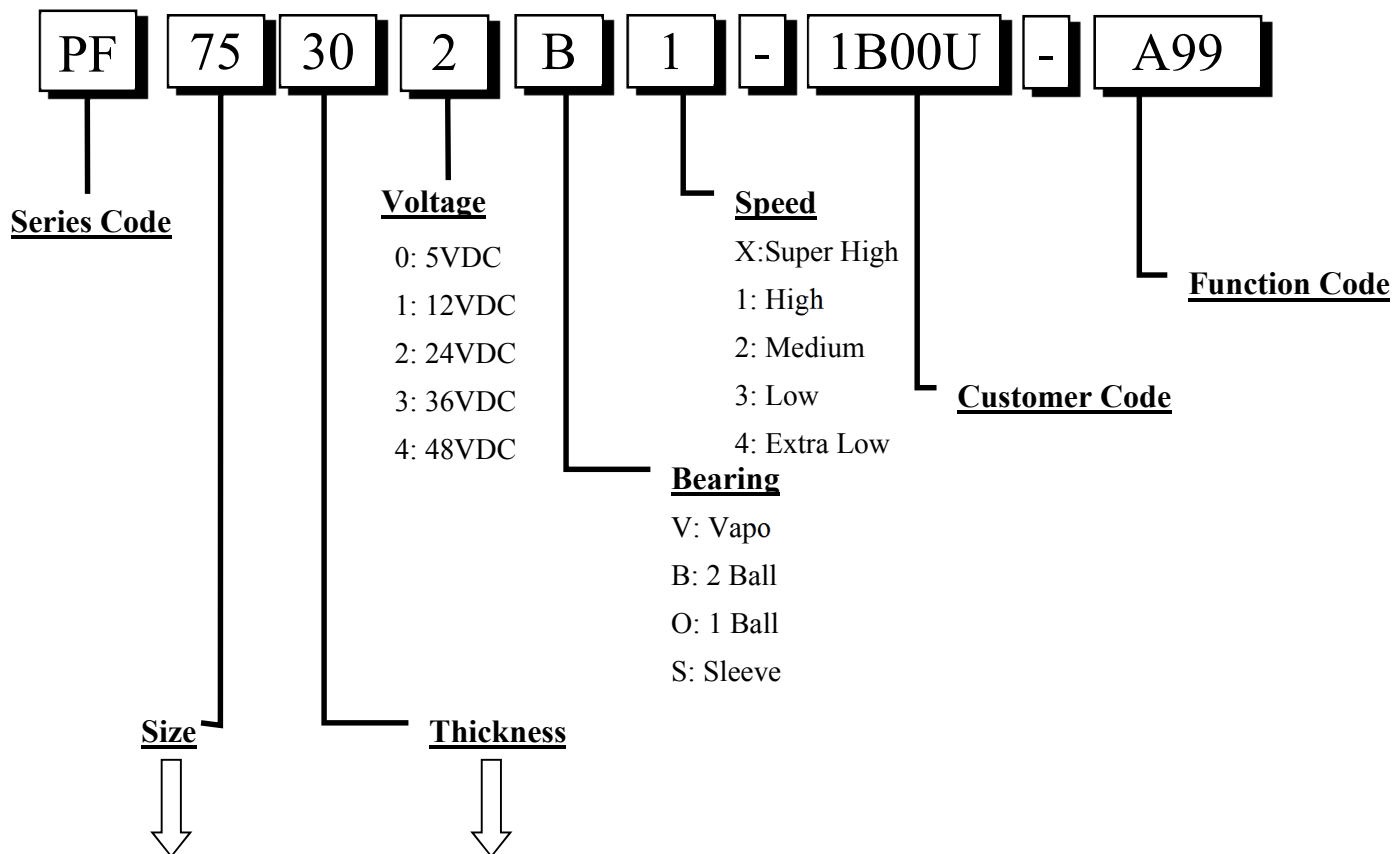 PF 75 30 2 B 1 - 1B00U - A99
Series Code
Voltage
0: 5VDC
1: 12VDC
2: 24VDC
3: 36VDC
4: 48VDC
Speed
X:Super High
1: High
2: Medium
3: Low
4: Extra Low
Function Code
Customer Code
Bearing
V: Vapo
B: 2 Ball
O: 1 Ball
S: Sleeve
Size
Thickness